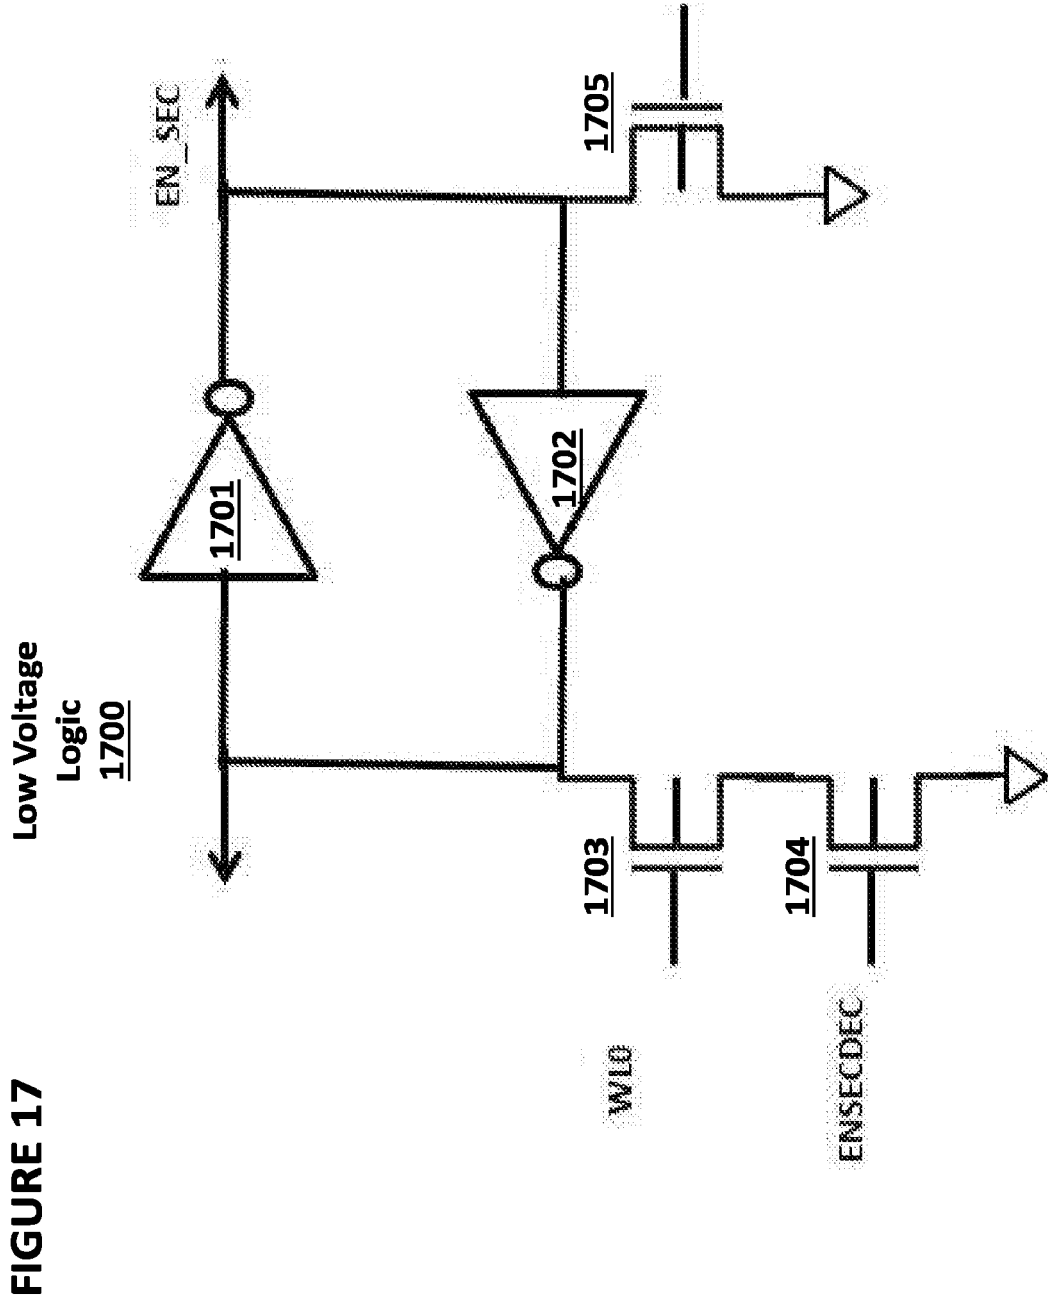 FIGURE 17
Low Voltage
Logic
1700
EN_SEC
1701
1702
1705
1703
WL0
1704
ENSECDEC